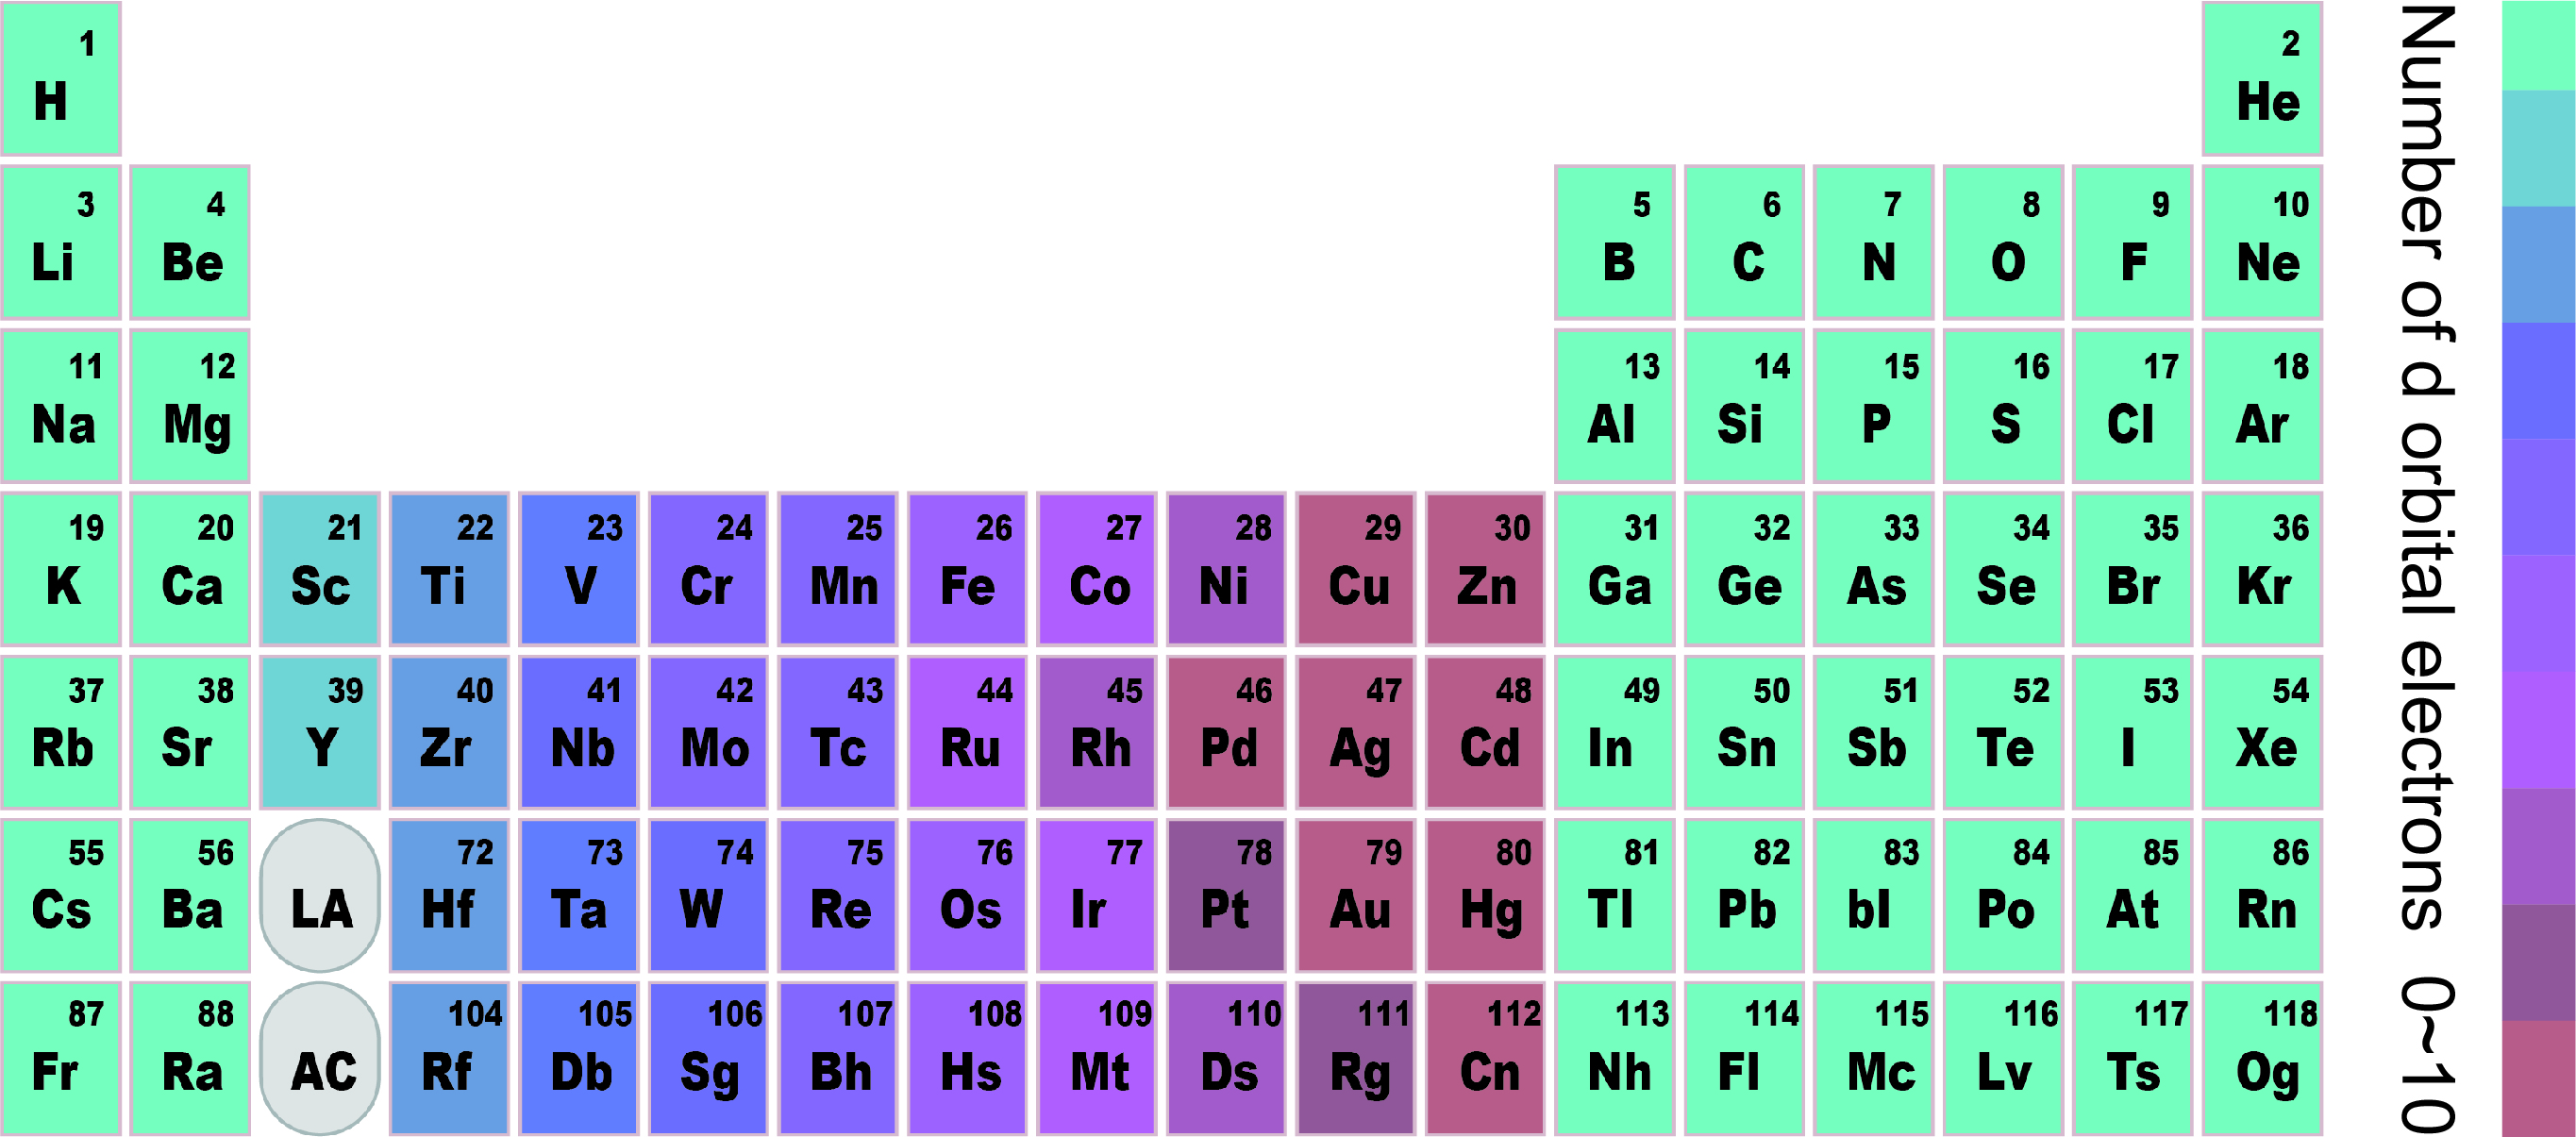 1 2
H He
3 4 5 6 7 8 9 10
Li Be B C N O F Ne
11 12 13 14 15 16 17 18
Na Mg Al Si P S Cl Ar
19 20 21 22 23 24 25 26 27 28 29 30 31 32 33 34 35 36
K Ca Sc Ti V Cr Mn Fe Co Ni Cu Zn Ga Ge As Se Br Kr
37 38 39 40 41 42 43 44 45 46 47 48 49 50 51 52 53 54
Rb Sr Y Zr Nb Mo Tc Ru Rh Pd Ag Cd In Sn Sb Te I Xe
55 56 72 73 74 75 76 77 78 79 80 81 82 83 84 85 86
Cs Ba LA Hf Ta W Re Os Ir Pt Au Hg Tl Pb bI Po At Rn
87 88 104 105 106 107 108 109 110 111 112 113 114 115 116 117 118
Fr Ra AC Rf Db Sg Bh Hs Mt Ds Rg Cn Nh Fl Mc Lv Ts Og
Number of d orbital electrons 0~10